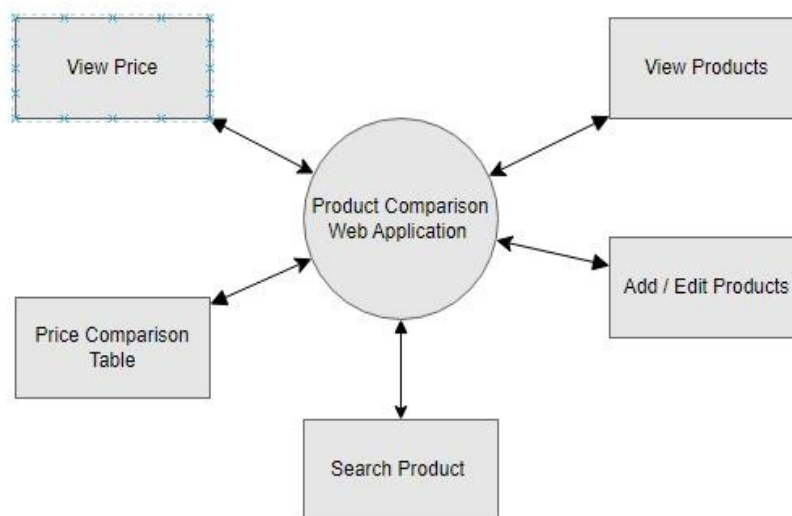 View Price
View Products
Product Comparison
Web Application
Add / Edit Products
Price Comparison
Table
Search Product